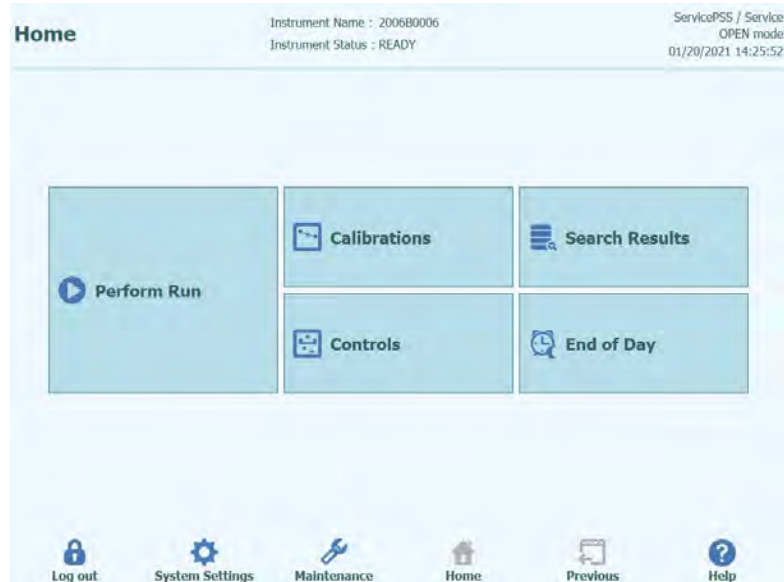 Home
Instrument Name : 2006B0006
Instrument Status : READY
ServicePSS / Service
OPEN mode
01/20/2021 14:25:52
Perform Run
Calibrations
Search Results
Controls
End of Day
Log out
System Settings
Maintenance
Home
Previous
Help